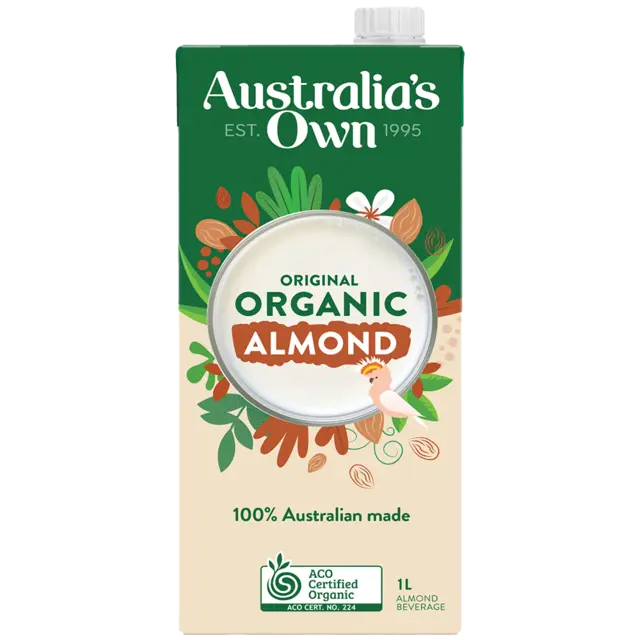 Australia's
EST. Own 1995
ORIGINAL
ORGANIC
ALMOND
100% Australian made
ACO
Certified
Organic
ACO CERT. NO. 224
1L
ALMOND
BEVERAGE